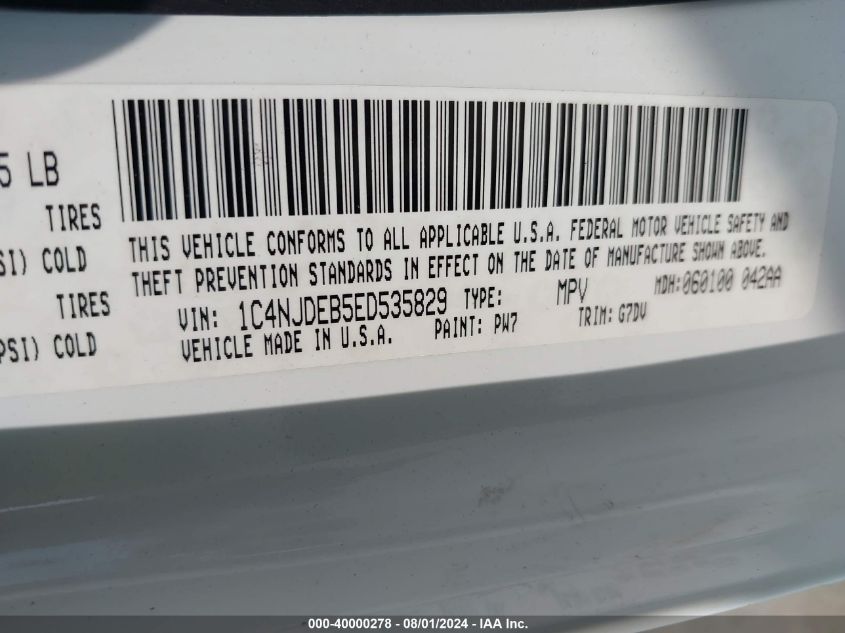 5 LB
TIRES
SI) COLD
TIRES
PSI) COLD
THIS VEHICLE CONFORMS TO ALL APPLICABLE U.S.A. FEDERAL MOTOR VEHICLE SAFETY AND
THEFT PREVENTION STANDARDS IN EFFECT ON THE DATE OF MANUFACTURE SHOWN ABOVE.
VIN: 1C4NJDEB5ED535829 TYPE: MPV MDH:060100 042AA
VEHICLE MADE IN U.S.A. PAINT: PW7 TRIM: G7DV
000-40000278 - 08/01/2024 - IAA Inc.